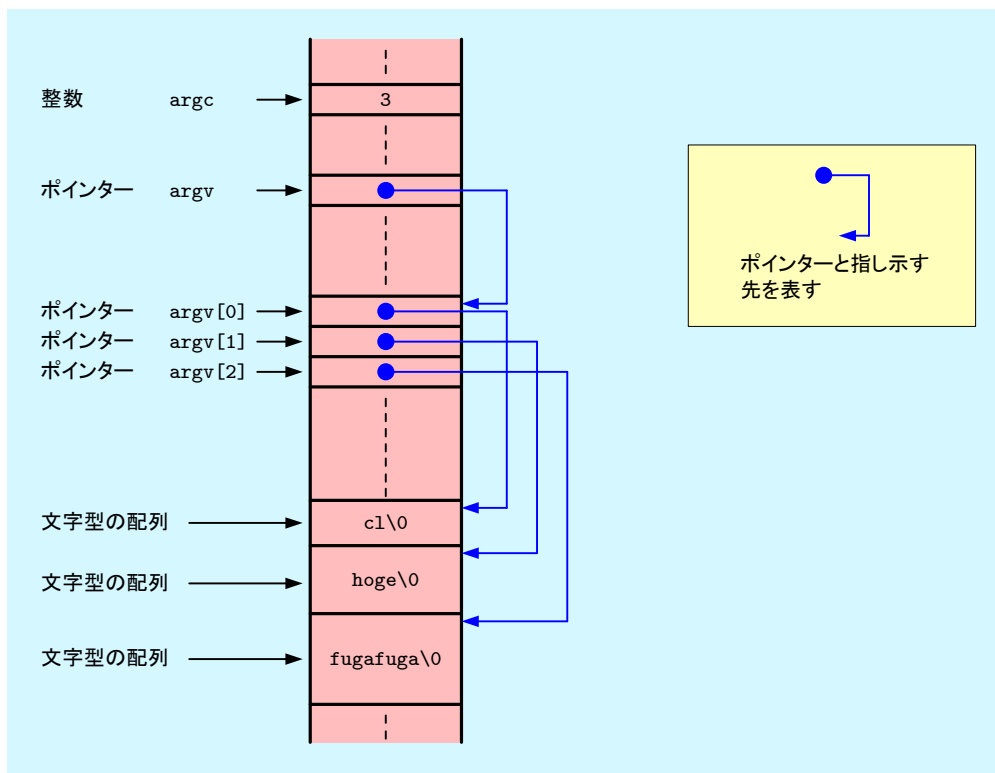 整数 argc 3
ポインター argv
ポインターと指し示す
先を表す
ポインター argv[0]
ポインター argv[1]
ポインター argv[2]
文字型の配列 cl\0
文字型の配列 hoge\0
文字型の配列 fugafuga\0